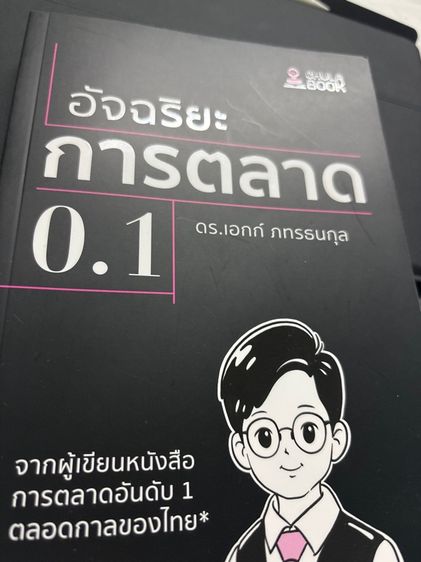 SHULA
BOOK
อัจฉริยะ
การตลาด
0.1
ดร.เอกก์ ภทรธนกุล
จากผู้เขียนหนังสือ
การตลาดอันดับ 1
ตลอดกาลของไทย*